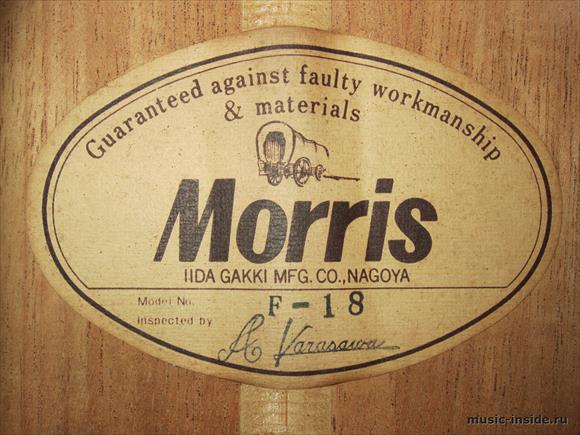 Guaranteed against faulty workmanship
& materials
Morris
IIDA GAKKI MFG. CO., NAGOYA
Model No. F-18
Inspected by A Varasawa
music-inside.ru